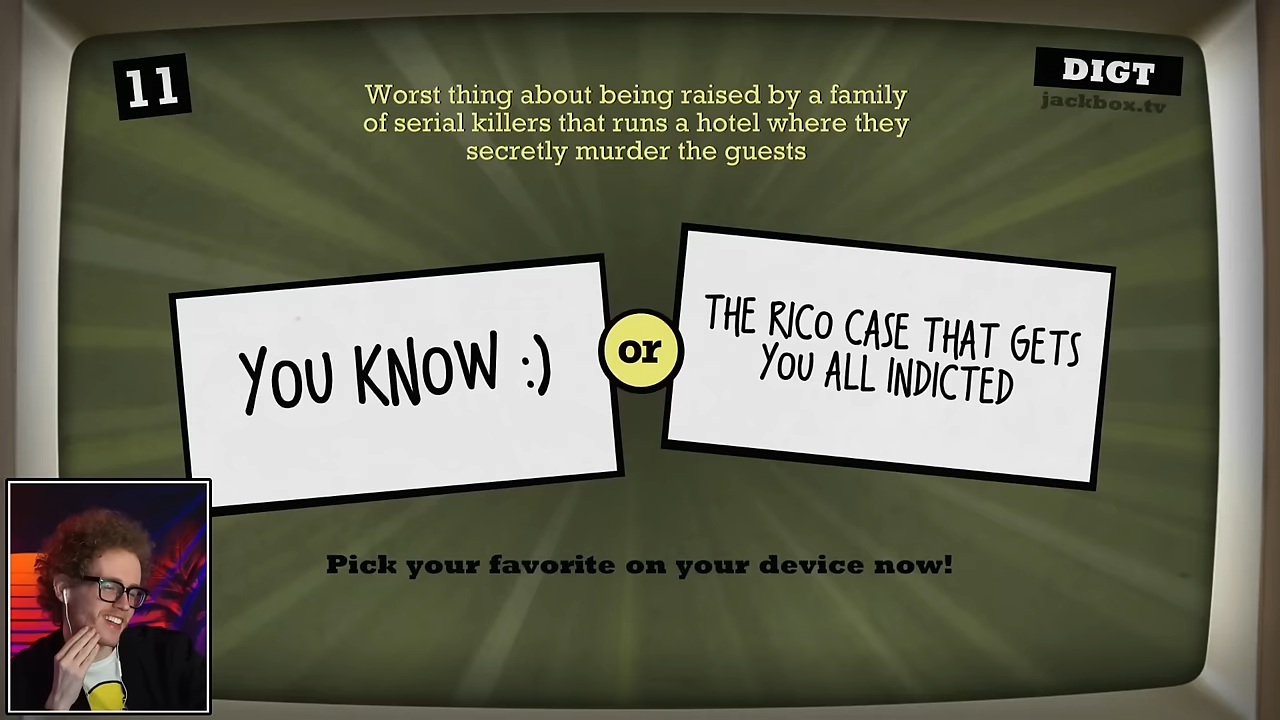 11
DIGT
jackbox.tv
Worst thing about being raised by a family
of serial killers that runs a hotel where they
secretly murder the guests
YOU KNOW :)
or
THE RICO CASE THAT GETS
YOU ALL INDICTED
Pick your favorite on your device now!